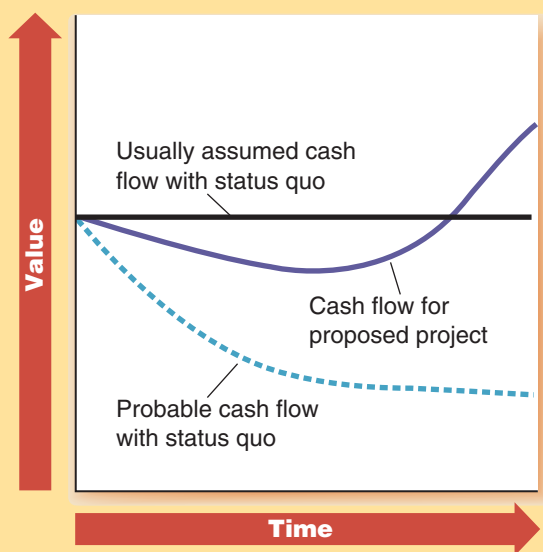 Value
Usually assumed cash
flow with status quo
Cash flow for
proposed project
Probable cash flow
with status quo
Time